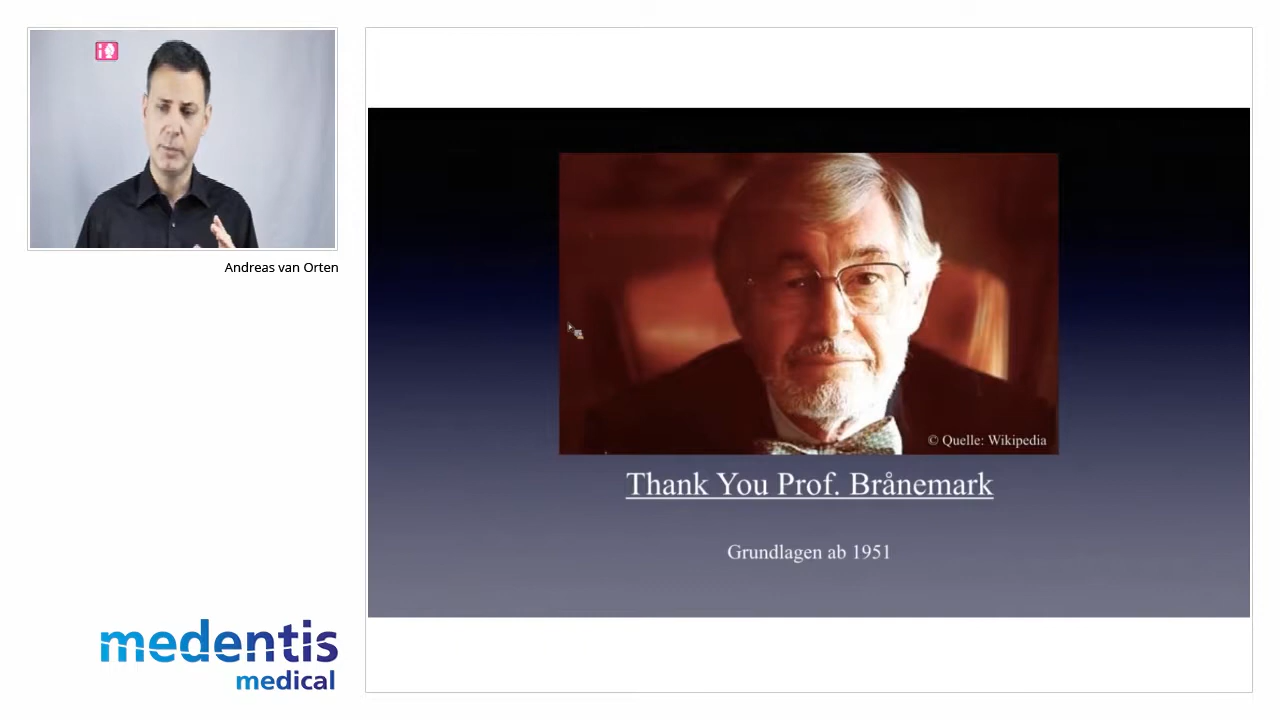 Andreas van Orten
© Quelle: Wikipedia
Thank You Prof. Brånemark
Grundlagen ab 1951
medentis
medical